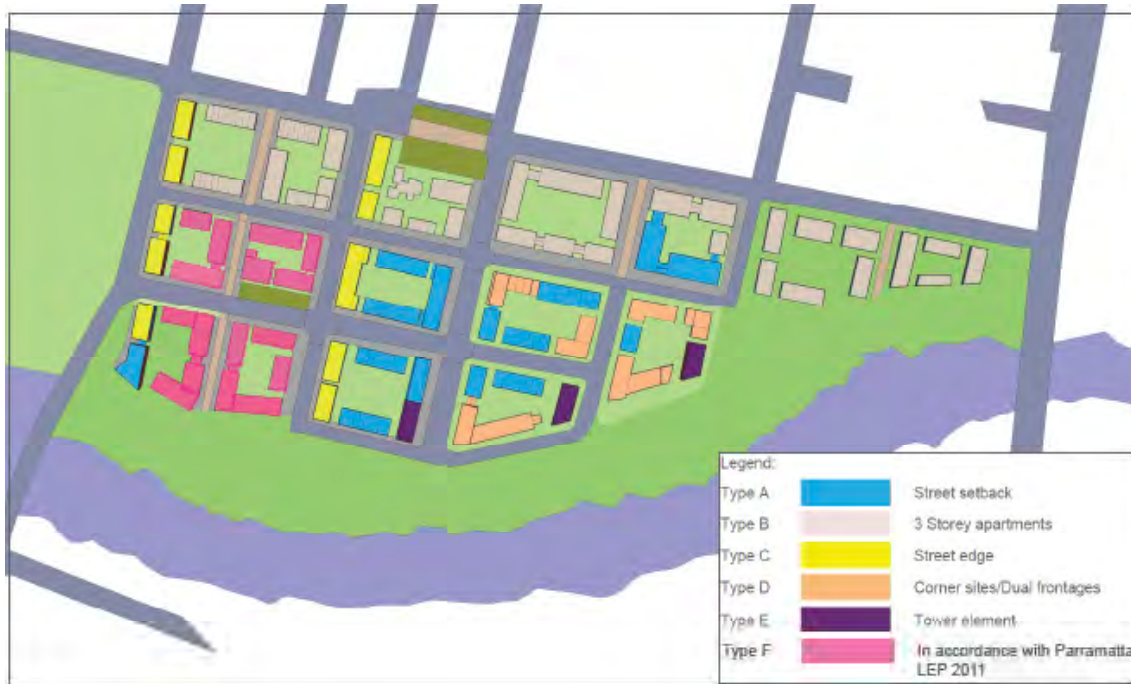 Legend:
Type A Street setback
Type B 3 Storey apartments
Type C Street edge
Type D Corner sites/Dual frontages
Type E Tower element
Type F In accordance with Parramatta
LEP 2011